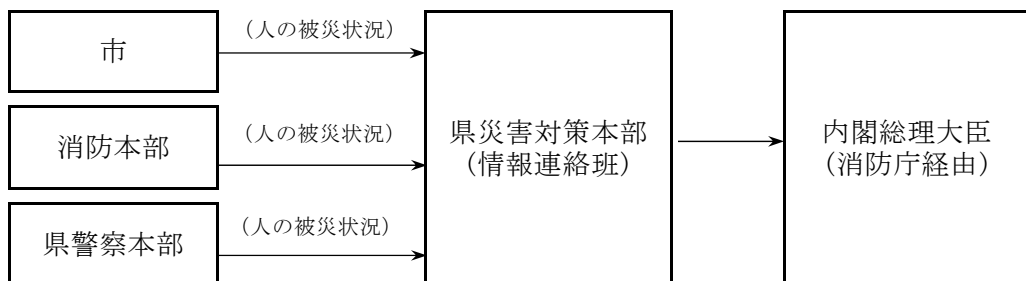 市
(人の被災状況)
消防本部
(人の被災状況)
県警察本部
(人の被災状況)
県災害対策本部
(情報連絡班)
内閣総理大臣
(消防庁経由)